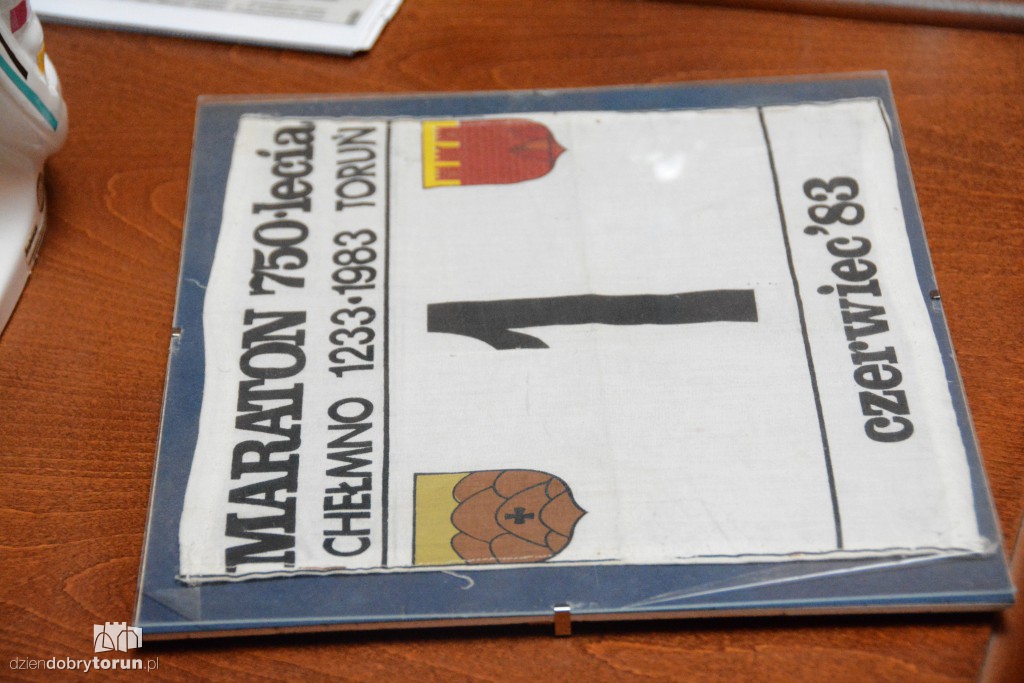 MARATON 750·lecia
CHEŁMNO 1233·1983 TORUŃ
1
czerwiec'83
dziendobrytorun.pl